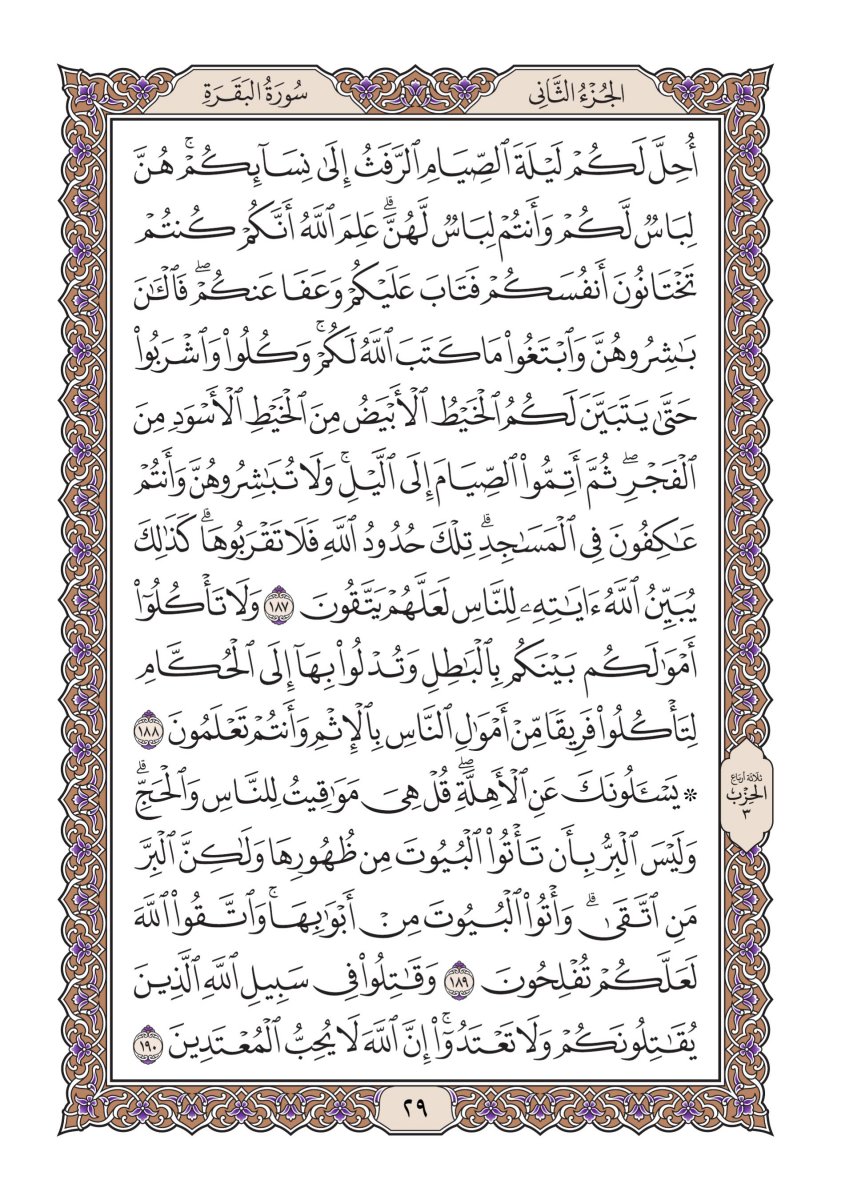 الجُزْءُ الثَّانِى
سُورَةُ البَقَرَةِ
أُحِلَّ لَكُمۡ لَيۡلَةَ ٱلصِّيَامِ ٱلرَّفَثُ إِلَىٰ نِسَآئِكُمۡۚ هُنَّ
لِبَاسٞ لَّكُمۡ وَأَنتُمۡ لِبَاسٞ لَّهُنَّۗ عَلِمَ ٱللَّهُ أَنَّكُمۡ كُنتُمۡ
تَخۡتَانُونَ أَنفُسَكُمۡ فَتَابَ عَلَيۡكُمۡ وَعَفَا عَنكُمۡۖ فَٱلۡـَٰٔنَ
بَٰشِرُوهُنَّ وَٱبۡتَغُواْ مَا كَتَبَ ٱللَّهُ لَكُمۡۚ وَكُلُواْ وَٱشۡرَبُواْ
حَتَّىٰ يَتَبَيَّنَ لَكُمُ ٱلۡخَيۡطُ ٱلۡأَبۡيَضُ مِنَ ٱلۡخَيۡطِ ٱلۡأَسۡوَدِ مِنَ
ٱلۡفَجۡرِۖ ثُمَّ أَتِمُّواْ ٱلصِّيَامَ إِلَى ٱلَّيۡلِۚ وَلَا تُبَٰشِرُوهُنَّ وَأَنتُمۡ
عَٰكِفُونَ فِي ٱلۡمَسَٰجِدِۗ تِلۡكَ حُدُودُ ٱللَّهِ فَلَا تَقۡرَبُوهَاۗ كَذَٰلِكَ
يُبَيِّنُ ٱللَّهُ ءَايَٰتِهِۦ لِلنَّاسِ لَعَلَّهُمۡ يَتَّقُونَ ١٨٧ وَلَا تَأۡكُلُوٓاْ
أَمۡوَٰلَكُم بَيۡنَكُم بِٱلۡبَٰطِلِ وَتُدۡلُواْ بِهَآ إِلَى ٱلۡحُكَّامِ
لِتَأۡكُلُواْ فَرِيقٗا مِّنۡ أَمۡوَٰلِ ٱلنَّاسِ بِٱلۡإِثۡمِ وَأَنتُمۡ تَعۡلَمُونَ ١٨٨
* يَسۡـَٔلُونَكَ عَنِ ٱلۡأَهِلَّةِۖ قُلۡ هِيَ مَوَٰقِيتُ لِلنَّاسِ وَٱلۡحَجِّۗ
ثلاثة أرباع
الحِزْب
٣
وَلَيۡسَ ٱلۡبِرُّ بِأَن تَأۡتُواْ ٱلۡبُيُوتَ مِن ظُهُورِهَا وَلَٰكِنَّ ٱلۡبِرَّ
مَنِ ٱتَّقَىٰۗ وَأۡتُواْ ٱلۡبُيُوتَ مِنۡ أَبۡوَٰبِهَاۚ وَٱتَّقُواْ ٱللَّهَ
لَعَلَّكُمۡ تُفۡلِحُونَ ١٨٩ وَقَٰتِلُواْ فِي سَبِيلِ ٱللَّهِ ٱلَّذِينَ
يُقَٰتِلُونَكُمۡ وَلَا تَعۡتَدُوٓاْۚ إِنَّ ٱللَّهَ لَا يُحِبُّ ٱلۡمُعۡتَدِينَ ١٩٠
٢٩